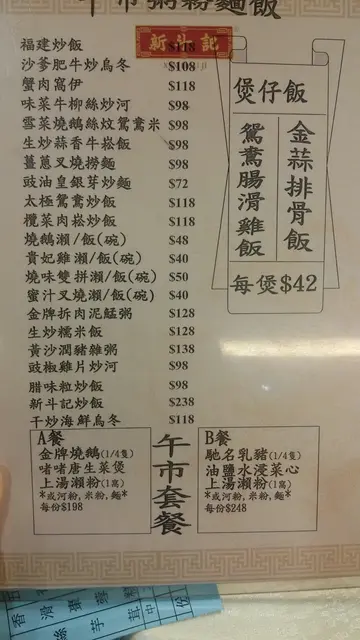 午市粥粉麵飯
新斗記
福建炒飯 $118
沙爹肥牛炒烏冬 $108
蟹肉窩伊 $118
味菜牛柳絲炒河 $98
雪菜燒鵝絲炆鴛鴦米 $98
生炒蒜香牛崧飯 $98
薑蔥叉燒撈麵 $98
豉油皇銀芽炒麵 $72
太極鴛鴦炒飯 $118
欖菜肉崧炒飯 $118
燒鵝瀨/飯(碗) $48
貴妃雞瀨/飯(碗) $40
燒味雙拼瀨/飯(碗) $50
蜜汁叉燒瀨/飯(碗) $40
金牌拆肉泥鯭粥 $128
生炒糯米飯 $128
黃沙潤豬雜粥 $138
豉椒雞片炒河 $98
腊味粒炒飯 $98
新斗記炒飯 $238
干炒海鮮烏冬 $118
煲仔飯
金蒜排骨飯
鴛鴦腸滑雞飯
每煲$42
午市套餐
A餐
金牌燒鵝(1/4隻)
啫啫唐生菜煲
上湯瀨粉(1窩)
*或河粉,米粉,麵*
每份$198
B餐
馳名乳豬(1/4隻)
油鹽水浸菜心
上湯瀨粉(1窩)
*或河粉,米粉,麵*
每份$248